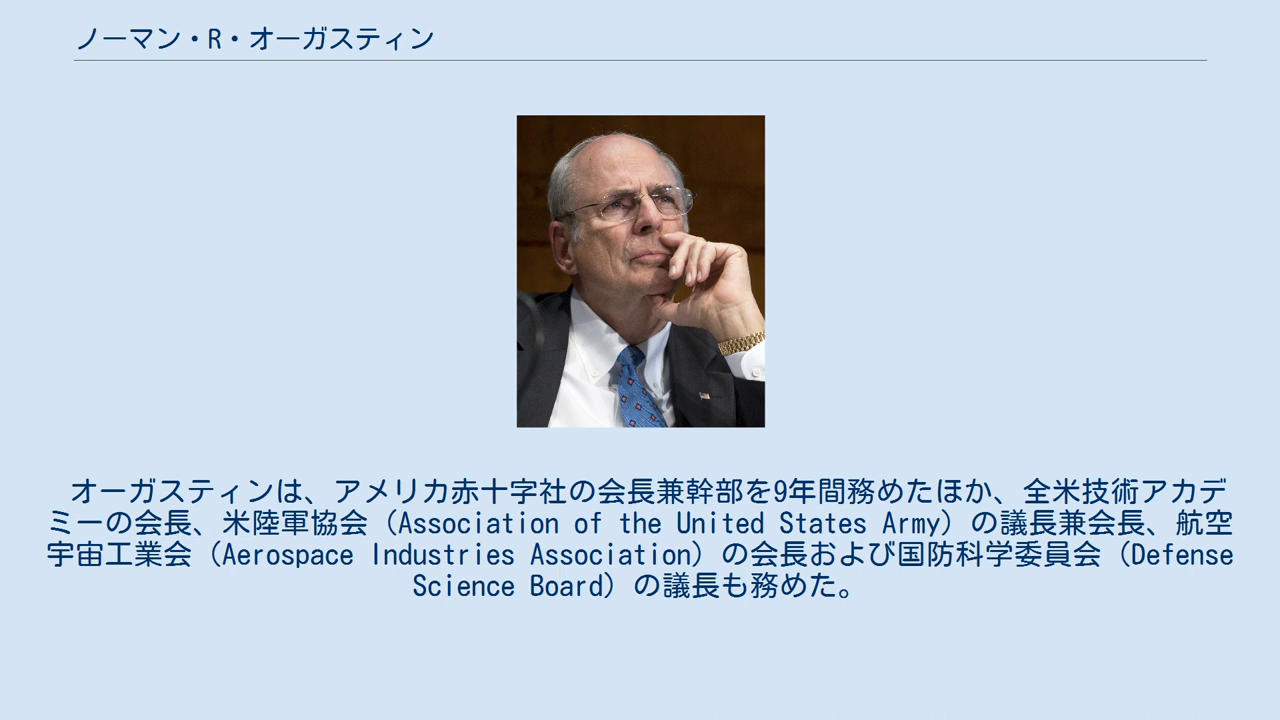 ノーマン・R・オーガスティン
オーガスティンは、アメリカ赤十字社の会長兼幹部を9年間務めたほか、全米技術アカデ
ミーの会長、米陸軍協会（Association of the United States Army）の議長兼会長、航空
宇宙工業会（Aerospace Industries Association）の会長および国防科学委員会（Defense
Science Board）の議長も務めた。